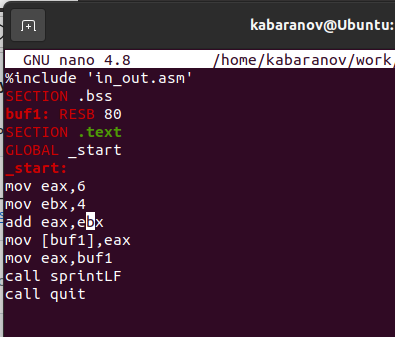 kabaranov@Ubuntu:
GNU nano 4.8 /home/kabaranov/work/
%include 'in_out.asm'
SECTION .bss
buf1: RESB 80
SECTION .text
GLOBAL _start
_start:
mov eax,6
mov ebx,4
add eax,ebx
mov [buf1],eax
mov eax,buf1
call sprintLF
call quit